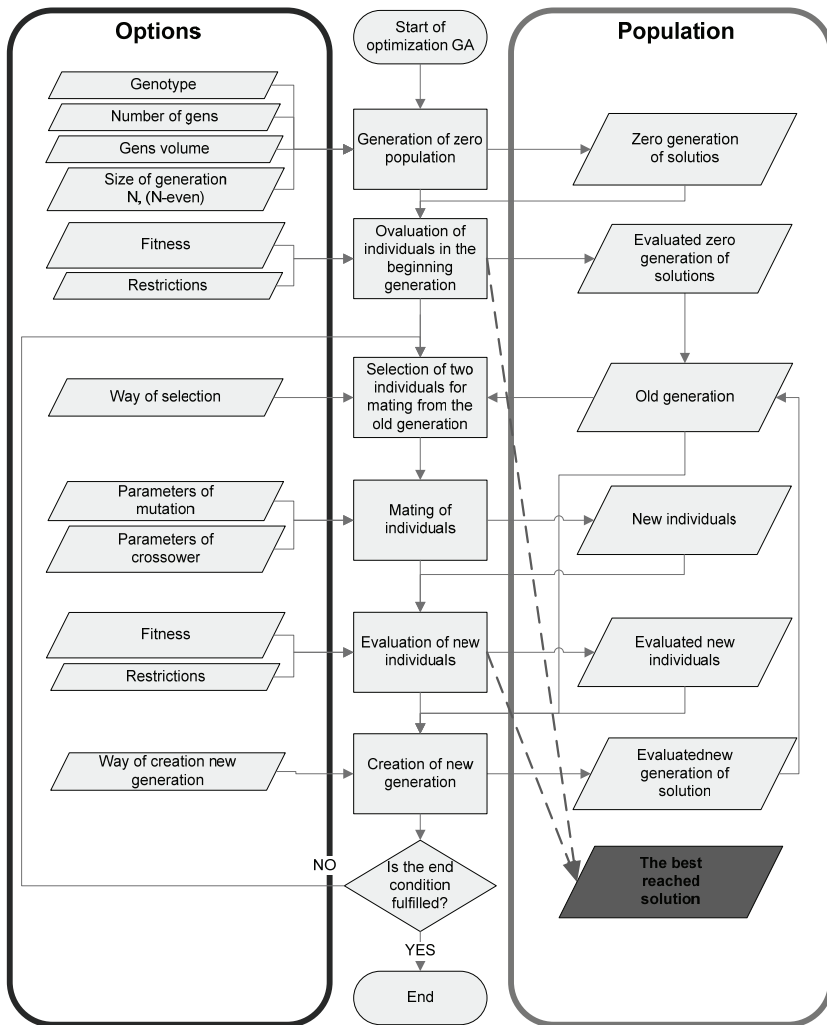 Options
Start of
optimization GA
Population
Genotype
Number of gens
Gens volume
Size of generation
N, (N-even)
Generation of zero
population
Zero generation
of solutios
Fitness
Restrictions
Ovaluation of
individuals in the
beginning
generation
Evaluated zero
generation of
solutions
Way of selection
Selection of two
individuals for
mating from the
old generation
Old generation
Parameters of
mutation
Parameters of
crossower
Mating of
individuals
New individuals
Fitness
Restrictions
Evaluation of new
individuals
Evaluated new
individuals
Way of creation new
generation
Creation of new
generation
Evaluatednew
generation of
solution
NO
Is the end
condition
fulfilled?
The best
reached
solution
YES
End